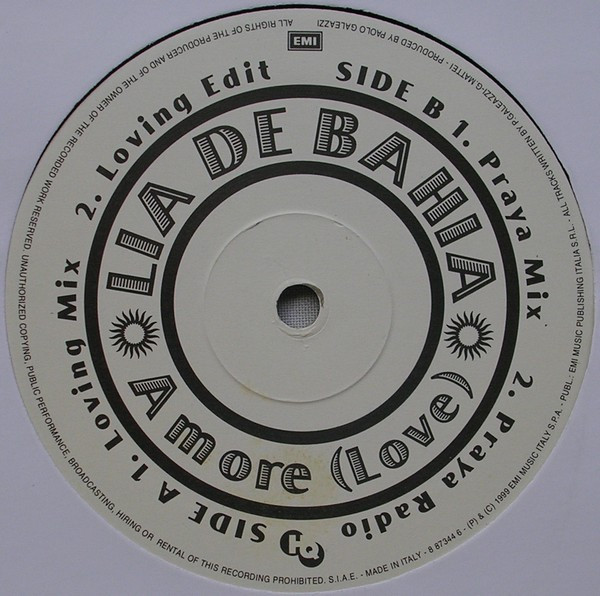 LIA DE BAHIA
Amore (Love)
SIDE A 1. Loving Mix 2. Loving Edit
SIDE B 1. Praya Mix 2. Praya Radio
EMI
HQ
ALL RIGHTS OF THE PRODUCER AND OF THE OWNER OF THE RECORDED WORK RESERVED. UNAUTHORIZED COPYING, PUBLIC PERFORMANCE, BROADCASTING, HIRING OR RENTAL OF THIS RECORDING PROHIBITED. S.I.A.E. - MADE IN ITALY - 8 87344 6 - (P) & (C) 1999 EMI MUSIC ITALY S.P.A. - PUBL.: EMI MUSIC PUBLISHING ITALIA S.R.L. - ALL TRACKS WRITTEN BY P.GALEAZZI-G.MATTEI - PRODUCED BY PAOLO GALEAZZI